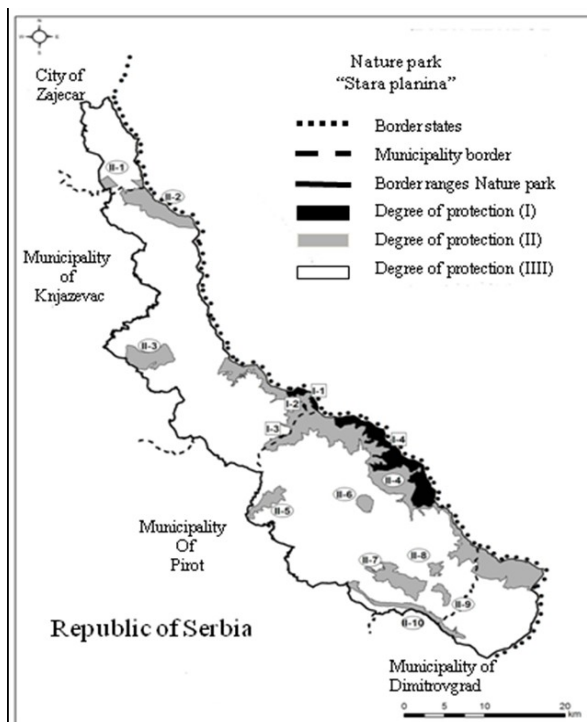 Nature park
“Stara planina”
City of
Zajecar
Border states
Municipality border
Border ranges Nature park
Degree of protection (I)
Degree of protection (II)
Degree of protection (IIII)
II-1
II-2
Municipality
of
Knjazevac
II-3
I-1
I-2
I-3
I-4
II-4
II-5
II-6
Municipality
Of
Pirot
II-7
II-8
II-9
II-10
Republic of Serbia
Municipality of
Dimitrovgrad
0 10 20
km